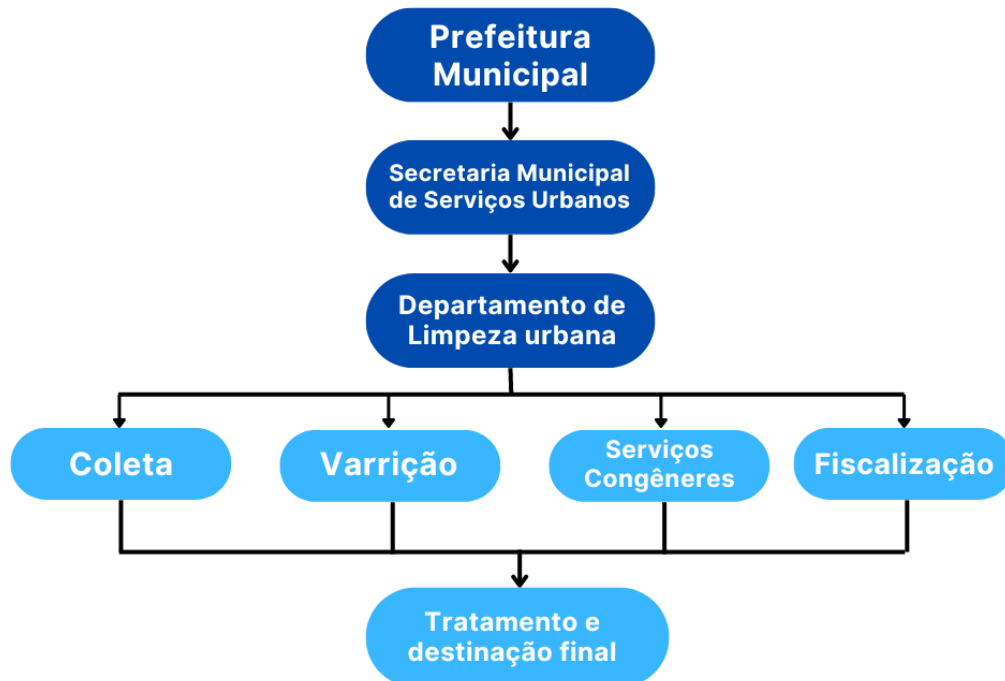 Prefeitura
Municipal
Secretaria Municipal
de Serviços Urbanos
Departamento de
Limpeza urbana
Coleta
Varrição
Serviços
Congêneres
Fiscalização
Tratamento e
destinação final